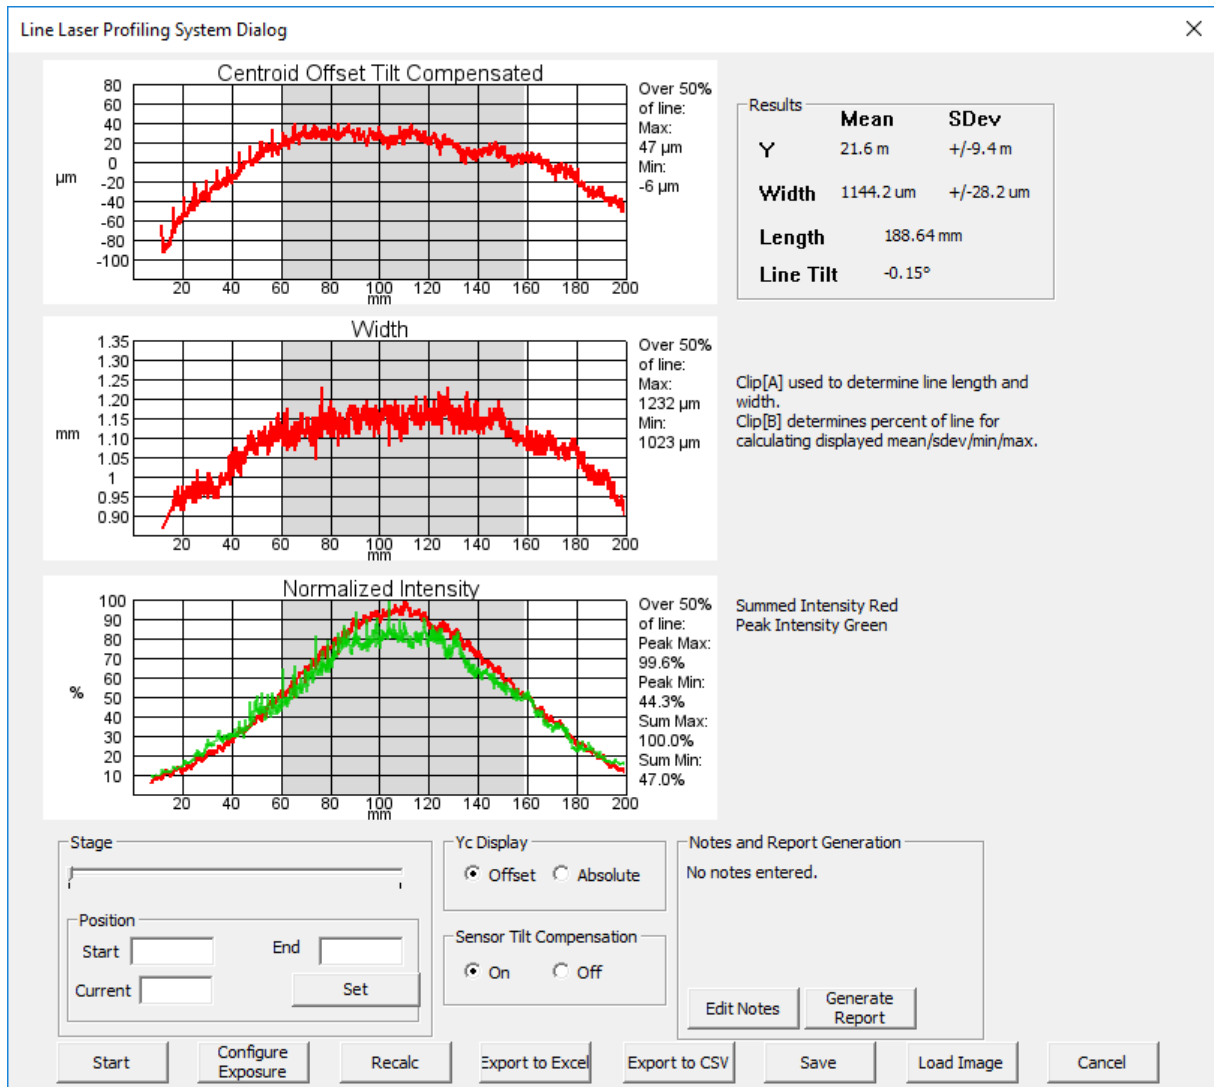 Line Laser Profiling System Dialog
Centroid Offset Tilt Compensated
80
60
40
20
0
-20
-40
-60
-80
-100
µm
20 40 60 80 100 120 140 160 180 200
mm
Over 50%
of line:
Max:
47 µm
Min:
-6 µm
Results
Mean SDev
Y 21.6 m +/-9.4 m
Width 1144.2 um +/-28.2 um
Length 188.64 mm
Line Tilt -0.15°
Width
1.35
1.30
1.25
1.20
1.15
1.10
1.05
1
0.95
0.90
mm
20 40 60 80 100 120 140 160 180 200
mm
Over 50%
of line:
Max:
1232 µm
Min:
1023 µm
Clip[A] used to determine line length and
width.
Clip[B] determines percent of line for
calculating displayed mean/sdev/min/max.
Normalized Intensity
100
90
80
70
60
50
40
30
20
10
%
20 40 60 80 100 120 140 160 180 200
mm
Over 50%
of line:
Peak Max:
99.6%
Peak Min:
44.3%
Sum Max:
100.0%
Sum Min:
47.0%
Summed Intensity Red
Peak Intensity Green
Stage
Position
Start End
Current Set
Yc Display
Offset Absolute
Sensor Tilt Compensation
On Off
Notes and Report Generation
No notes entered.
Edit Notes
Generate
Report
Start
Configure
Exposure
Recalc
Export to Excel
Export to CSV
Save
Load Image
Cancel